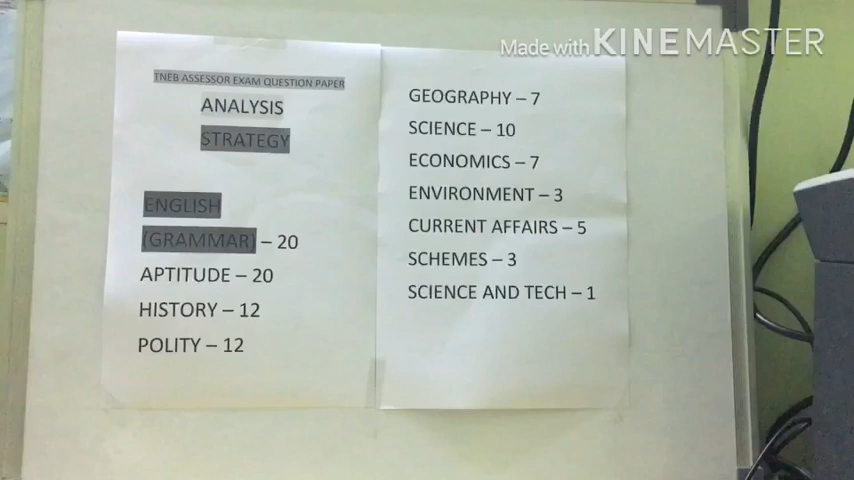 Made with KINEMASTER
TNEB ASSESSOR EXAM QUESTION PAPER
ANALYSIS
STRATEGY
ENGLISH
(GRAMMAR) – 20
APTITUDE – 20
HISTORY – 12
POLITY – 12
GEOGRAPHY – 7
SCIENCE – 10
ECONOMICS – 7
ENVIRONMENT – 3
CURRENT AFFAIRS – 5
SCHEMES – 3
SCIENCE AND TECH – 1